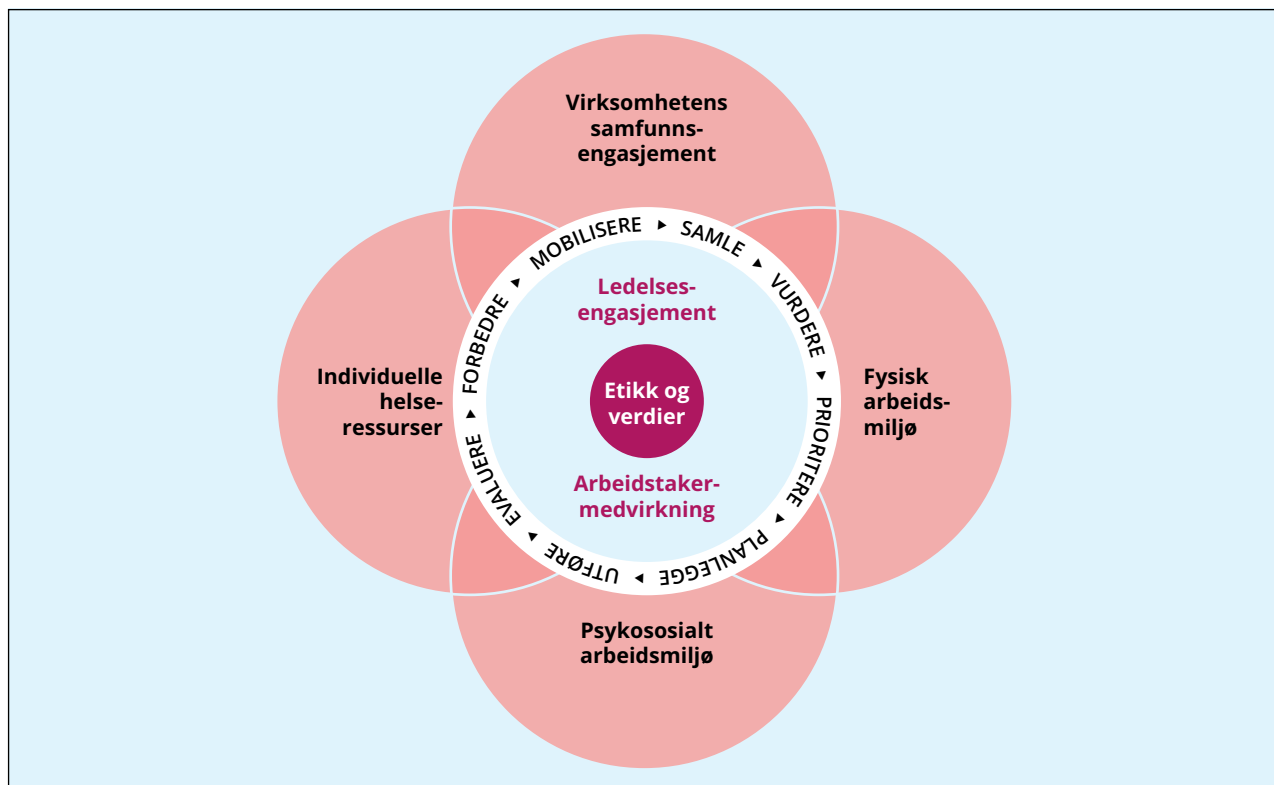 Virksomhetens
samfunns-
engasjement
MOBILISERE ▸ SAMLE ▸ VURDERE ▸ PRIORITERE ▸ PLANLEGGE ▸ UTFØRE ▸ EVALUERE ▸ FORBEDRE ▸
Ledelses-
engasjement
Individuelle
helse-
ressurser
Etikk og
verdier
Fysisk
arbeids-
miljø
Arbeidstaker-
medvirkning
Psykososialt
arbeidsmiljø